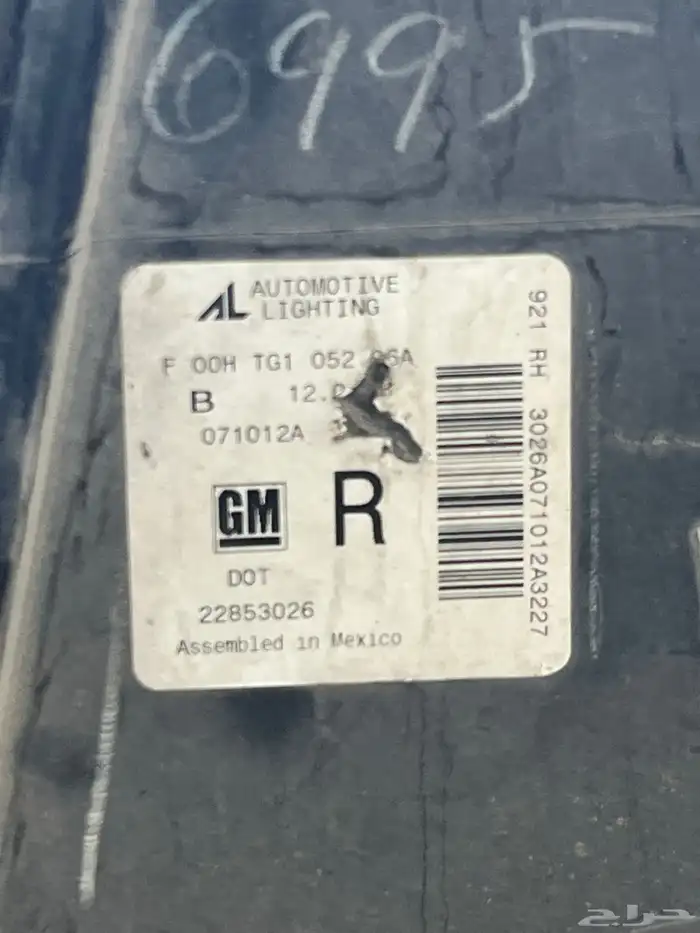 6995
AL AUTOMOTIVE
LIGHTING
F 00H TG1 052 6A
B 12.
071012A
GM R
DOT
22853026
Assembled in Mexico
921 RH 3026A071012A3227
حراج